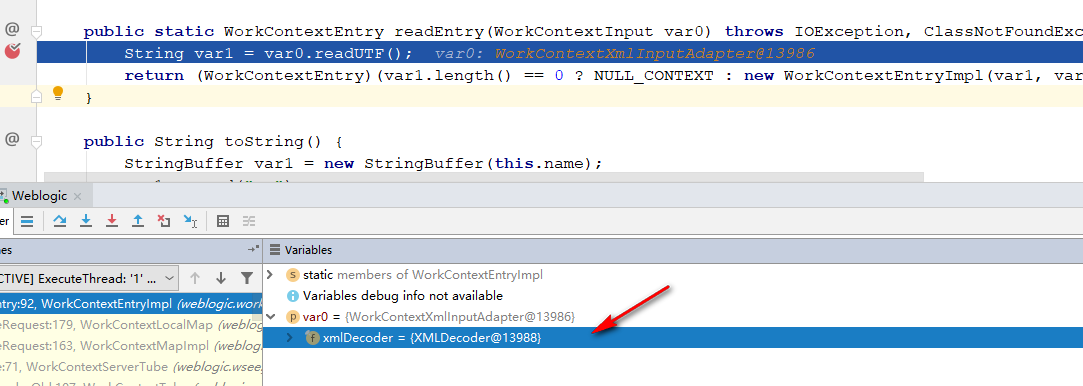 @
public static WorkContextEntry readEntry(WorkContextInput var0) throws IOException, ClassNotFoundExc
String var1 = var0.readUTF(); var0: WorkContextXmlInputAdapter@13986
return (WorkContextEntry)(var1.length() == 0 ? NULL_CONTEXT : new WorkContextEntryImpl(var1, var
}
@
public String toString() {
StringBuffer var1 = new StringBuffer(this.name);
Weblogic
er
nes
Variables
CTIVE] ExecuteThread: '1'
static members of WorkContextEntryImpl
Variables debug info not available
ntry:92, WorkContextEntryImpl (weblogic.work
var0 = {WorkContextXmlInputAdapter@13986}
eRequest:179, WorkContextLocalMap (weblog
xmlDecoder = {XMLDecoder@13988}
eRequest:163, WorkContextMapImpl (weblog
e:71, WorkContextServerTube (weblogic.wsee